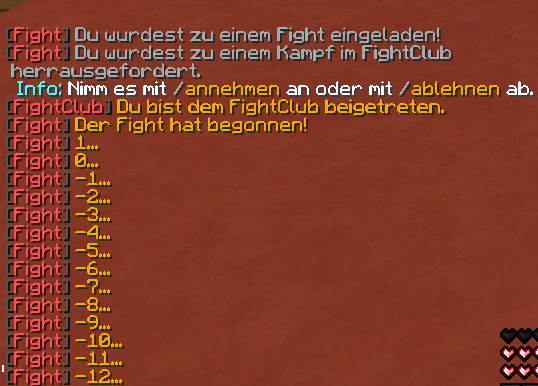 [Fight] Du wurdest zu einem Fight eingeladen!
[Fight] Du wurdest zu einem Kampf im FightClub
herrausgefordert.
Info: Nimm es mit /annehmen an oder mit /ablehnen ab.
[FightClub] Du bist dem FightClub beigetreten.
[Fight] Der Fight hat begonnen!
[Fight] 1...
[Fight] 0...
[Fight] -1...
[Fight] -2...
[Fight] -3...
[Fight] -4...
[Fight] -5...
[Fight] -6...
[Fight] -7...
[Fight] -8...
[Fight] -9...
[Fight] -10...
[Fight] -11...
[Fight] -12...